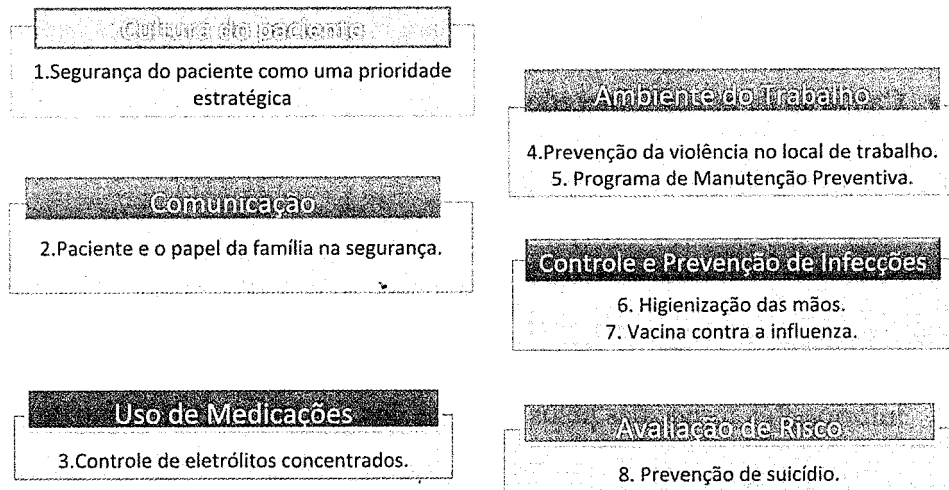 Cultura do paciente
1.Segurança do paciente como uma prioridade
estratégica
Comunicação
2.Paciente e o papel da família na segurança.
Uso de Medicações
3.Controle de eletrólitos concentrados.
Ambiente do Trabalho
4.Prevenção da violência no local de trabalho.
5. Programa de Manutenção Preventiva.
Controle e Prevenção de Infecções
6. Higienização das mãos.
7. Vacina contra a influenza.
Avaliação de Risco
8. Prevenção de suicídio.